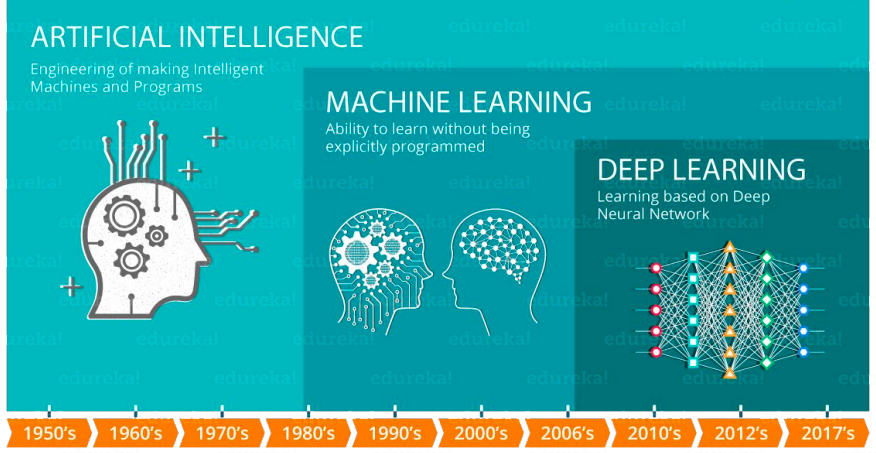 ARTIFICIAL INTELLIGENCE
Engineering of making Intelligent
Machines and Programs
MACHINE LEARNING
Ability to learn without being
explicitly programmed
DEEP LEARNING
Learning based on Deep
Neural Network
edureka!
1950's 1960's 1970's 1980's 1990's 2000's 2006's 2010's 2012's 2017's